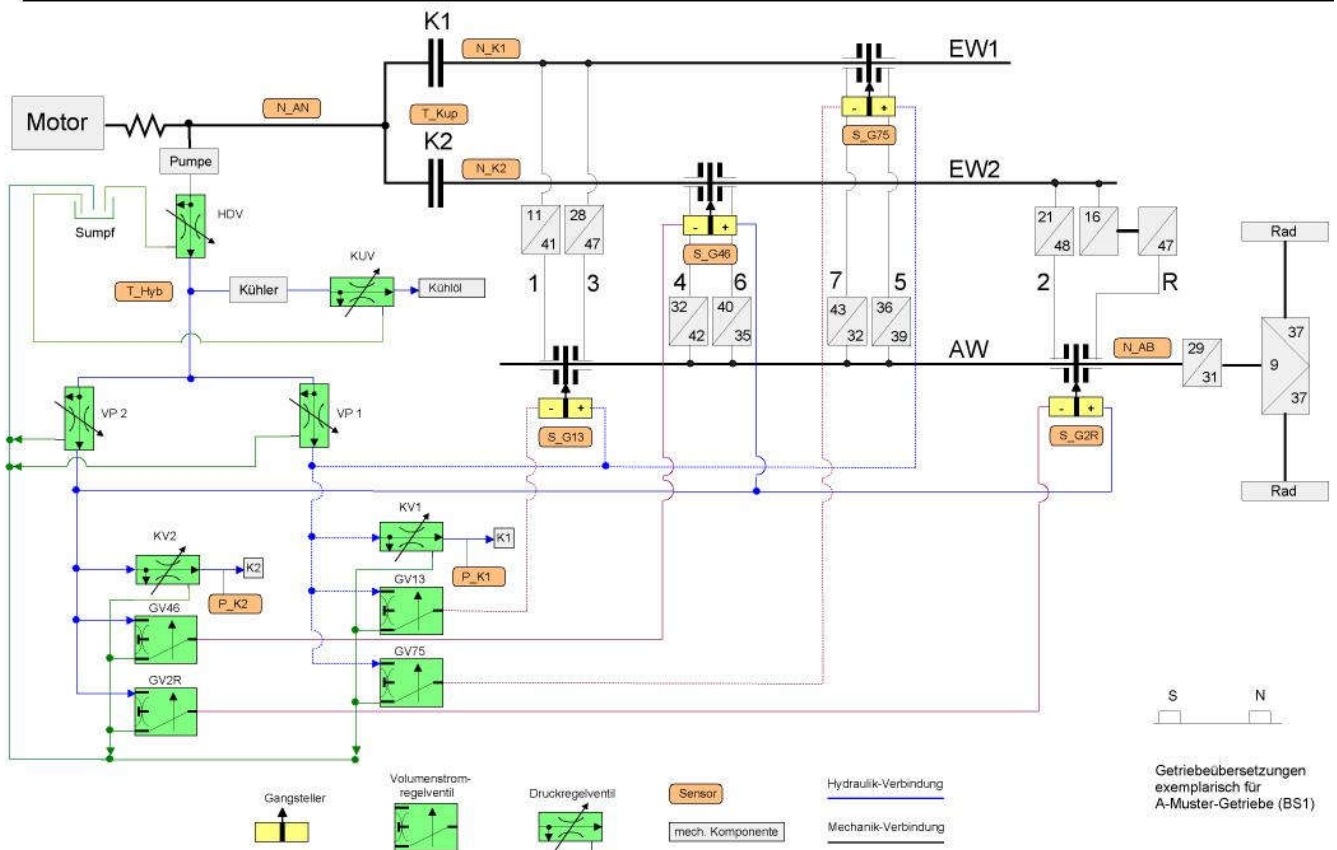 K1
N_K1
EW1
Motor
N_AN
T_Kup
- +
S_G75
Pumpe
K2
N_K2
EW2
HDV
Sumpf
11
41
28
47
- +
S_G46
21
48
16
47
Rad
T_Hyb
Kühler
KUV
Kühlöl
1
3
4
6
7
5
2
R
32
42
40
35
43
32
36
39
AW
N_AB
29
31
9
37
37
VP 2
VP 1
- +
S_G13
- +
S_G2R
Rad
KV2
K2
P_K2
KV1
K1
P_K1
GV46
GV13
GV2R
GV75
S N
Getriebeübersetzungen
exemplarisch für
A-Muster-Getriebe (BS1)
Gangsteller
Volumenstrom-
regelventil
Druckregelventil
Sensor
mech. Komponente
Hydraulik-Verbindung
Mechanik-Verbindung